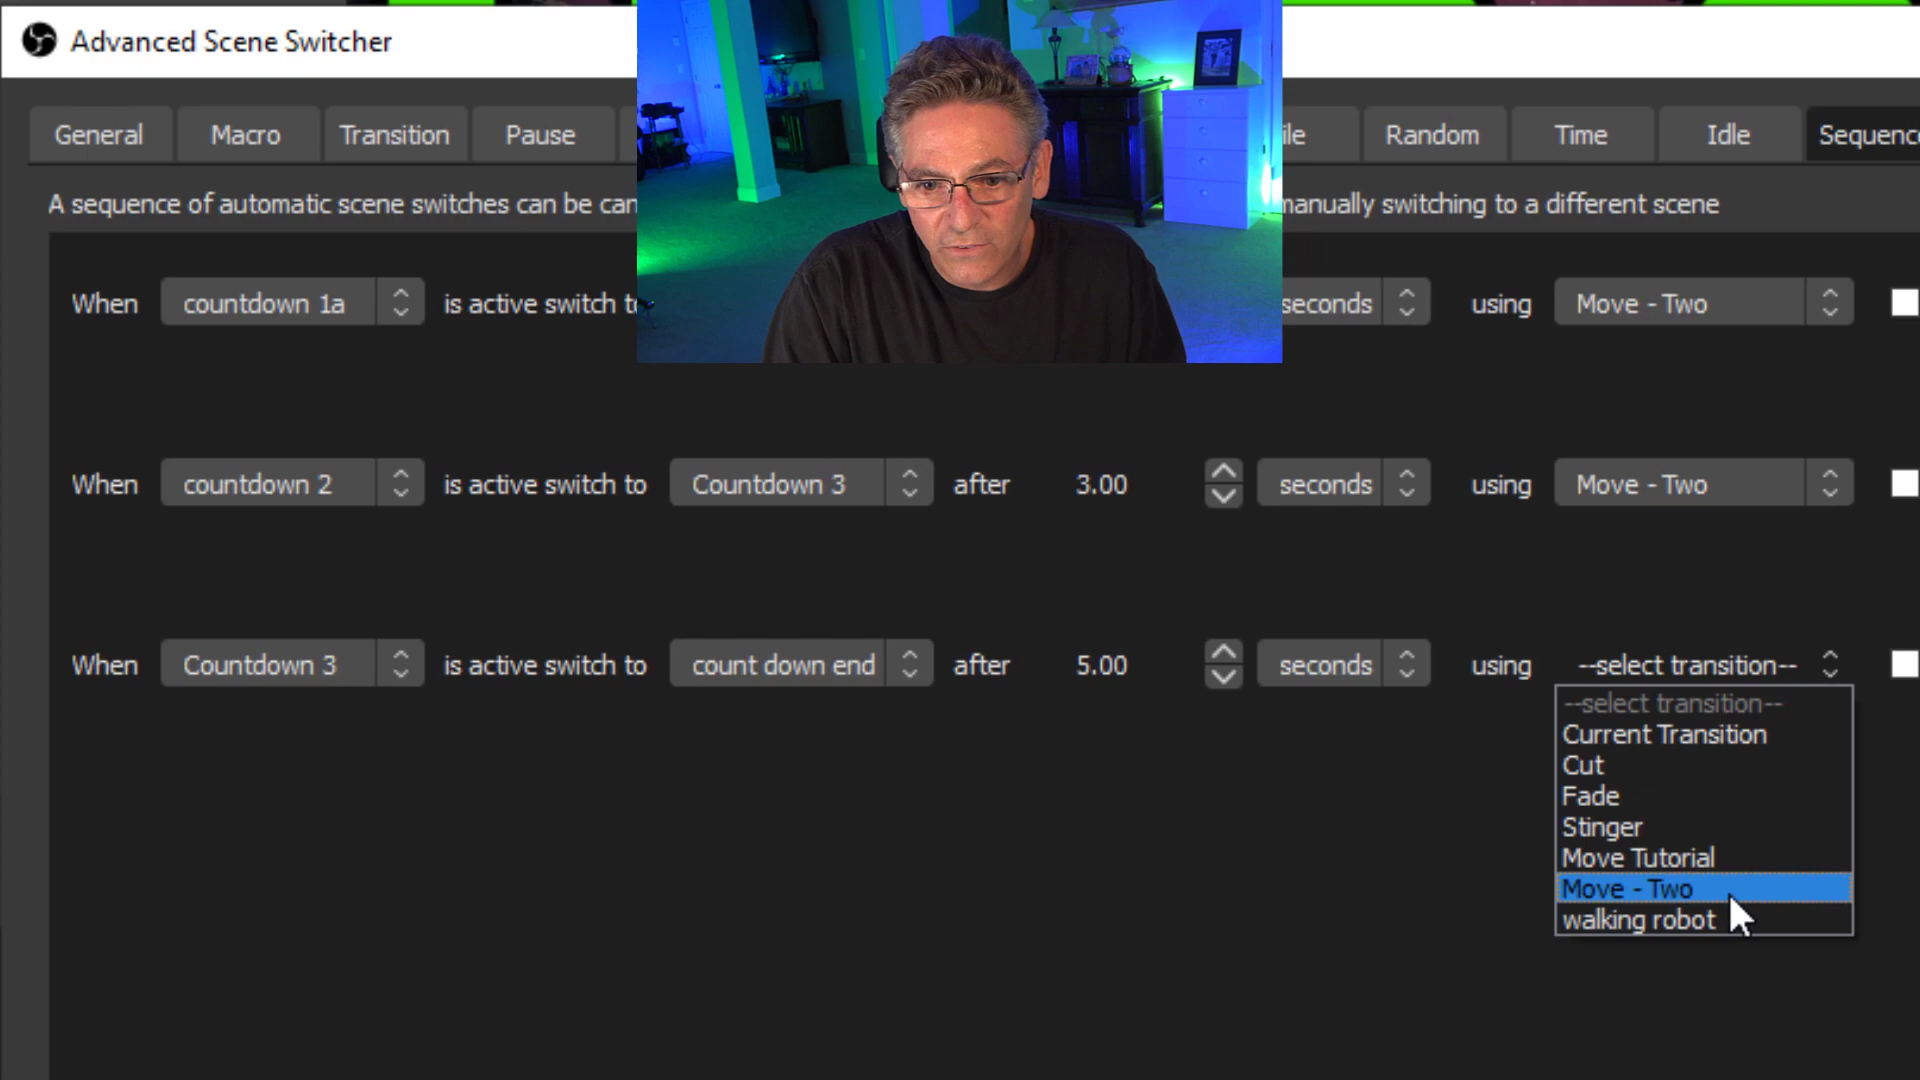 Advanced Scene Switcher
General Macro Transition Pause Random Time Idle
A sequence of automatic scene switches can be manually switching to a different scene
When countdown 1a is active switch seconds using Move - Two
When countdown 2 is active switch to Countdown 3 after 3.00 seconds using Move - Two
When Countdown 3 is active switch to count down end after 5.00 seconds using --select transition--
--select transition--
Current Transition
Cut
Fade
Stinger
Move Tutorial
Move - Two
walking robot